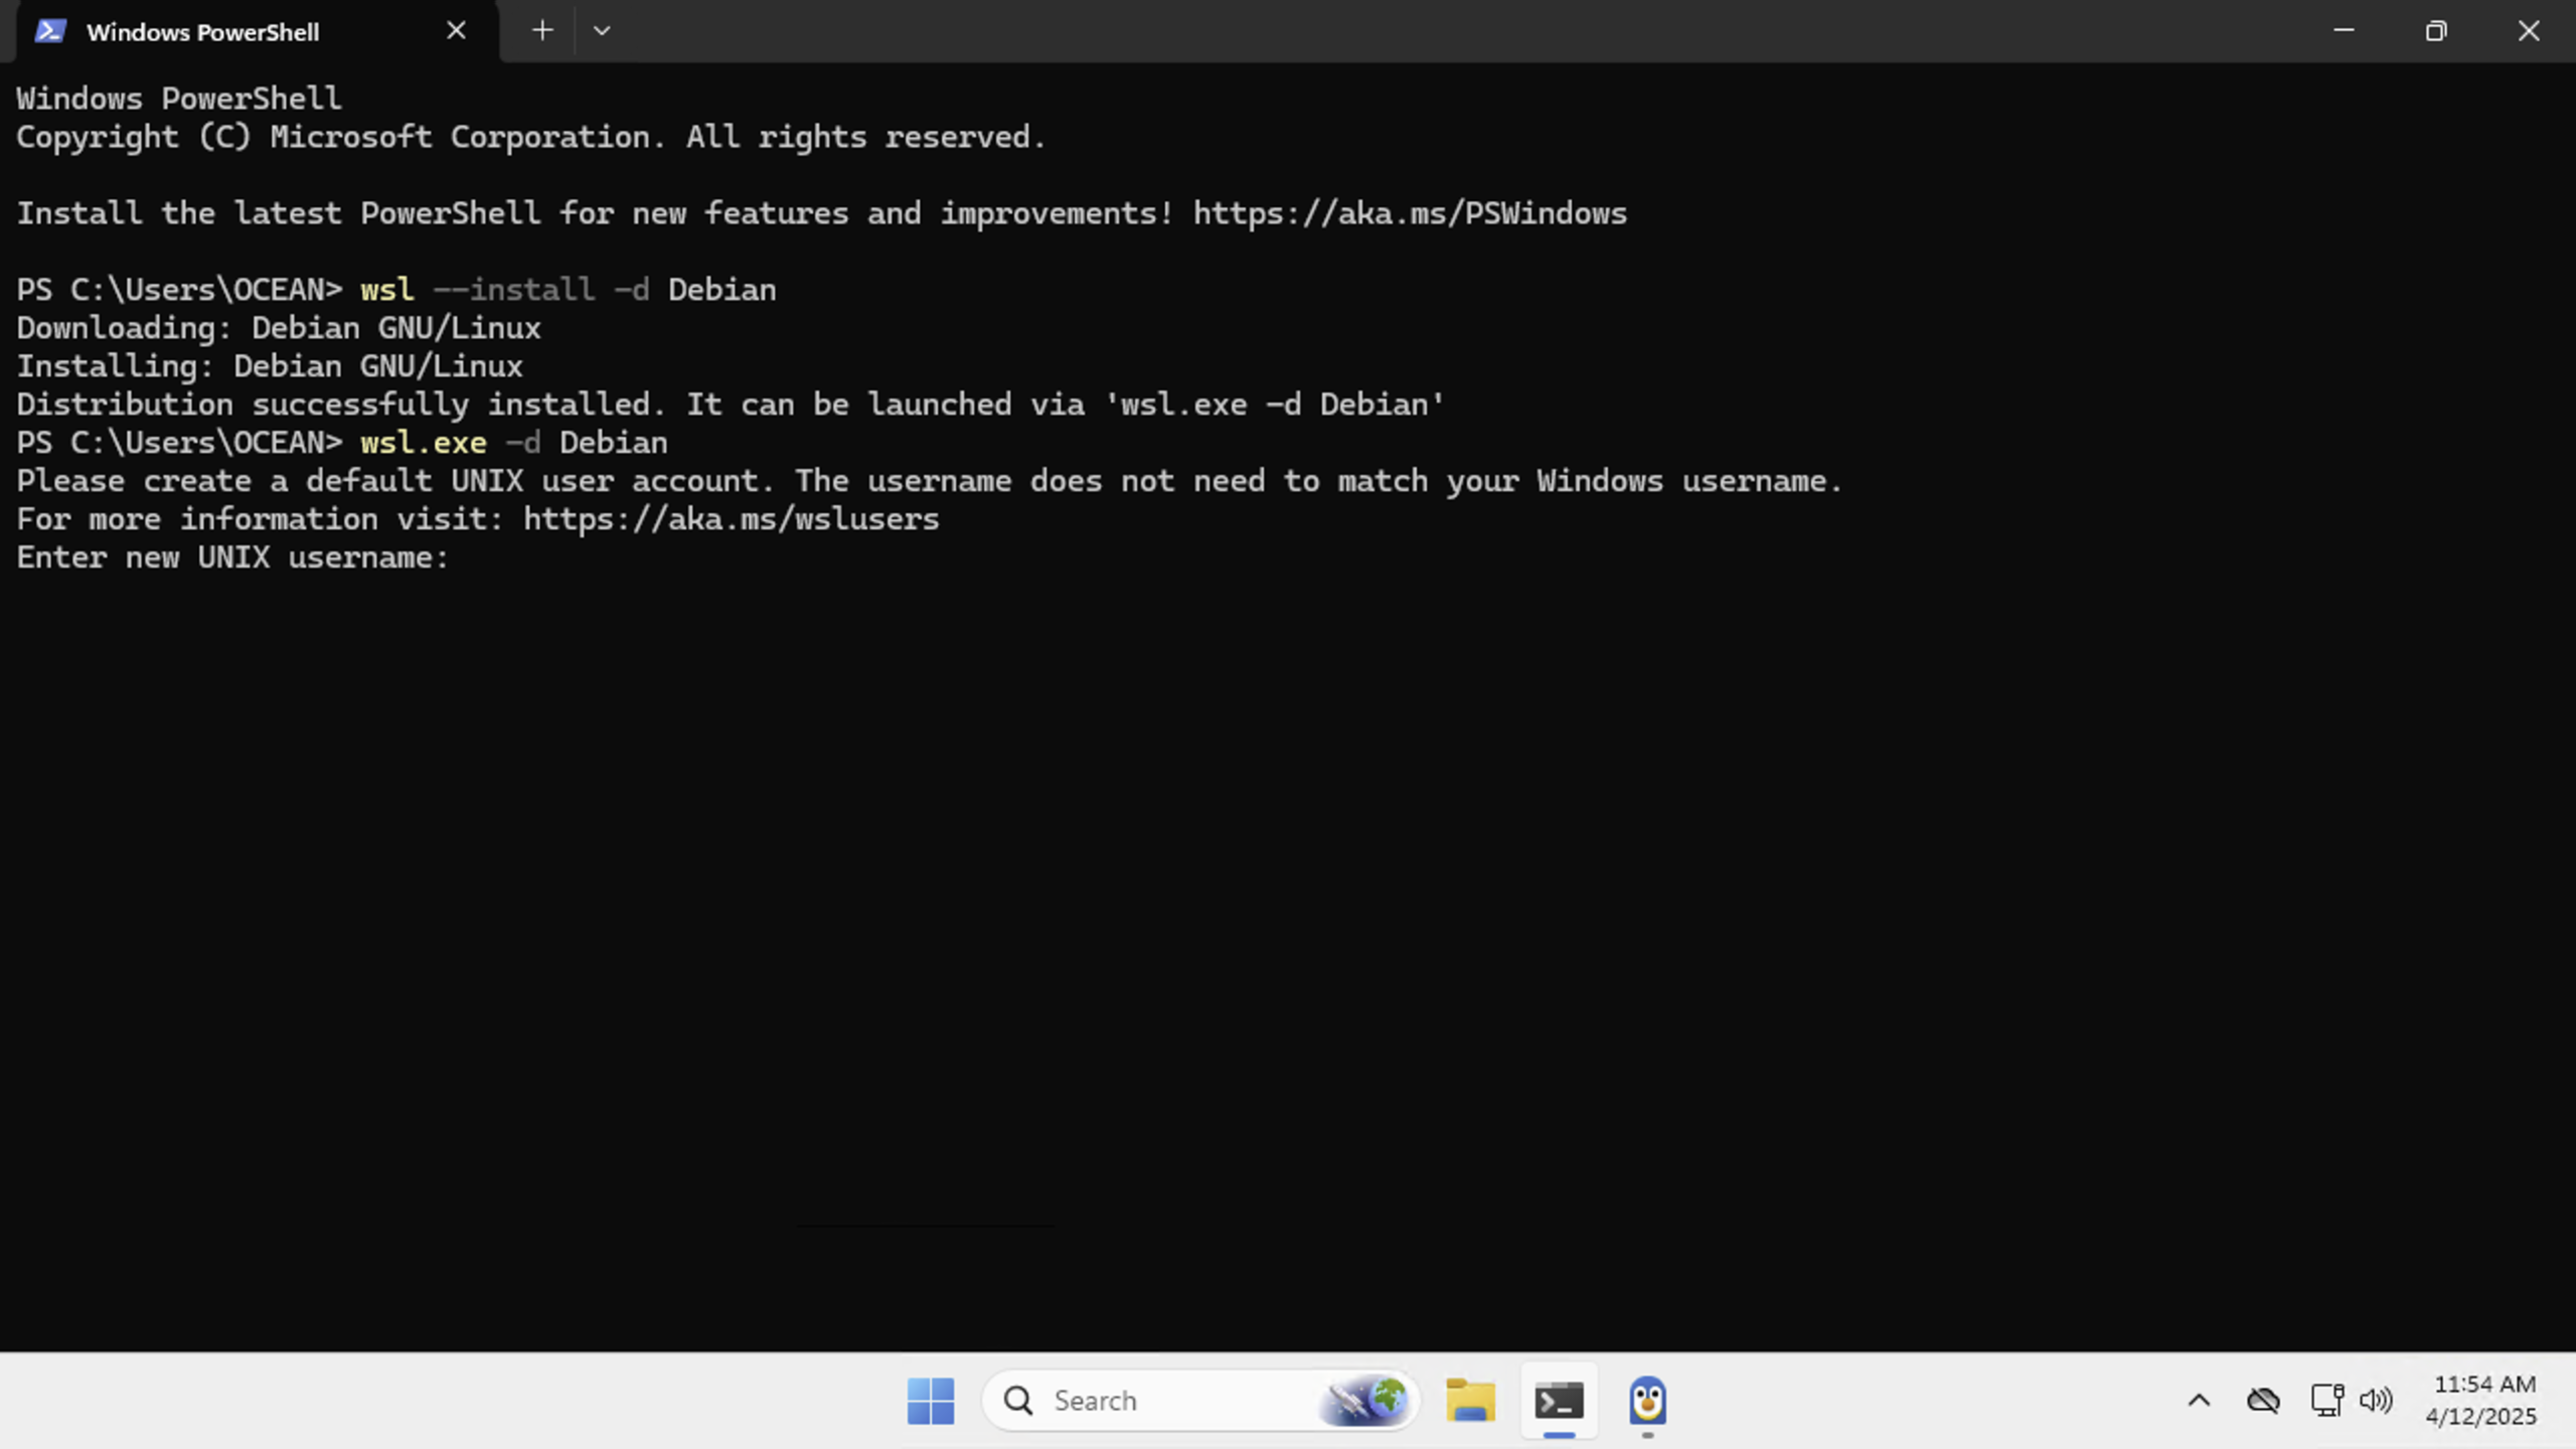 Windows PowerShell
Windows PowerShell
Copyright (C) Microsoft Corporation. All rights reserved.
Install the latest PowerShell for new features and improvements! https://aka.ms/PSWindows
PS C:\Users\OCEAN> wsl --install -d Debian
Downloading: Debian GNU/Linux
Installing: Debian GNU/Linux
Distribution successfully installed. It can be launched via 'wsl.exe -d Debian'
PS C:\Users\OCEAN> wsl.exe -d Debian
Please create a default UNIX user account. The username does not need to match your Windows username.
For more information visit: https://aka.ms/wslusers
Enter new UNIX username:
Search
11:54 AM
4/12/2025